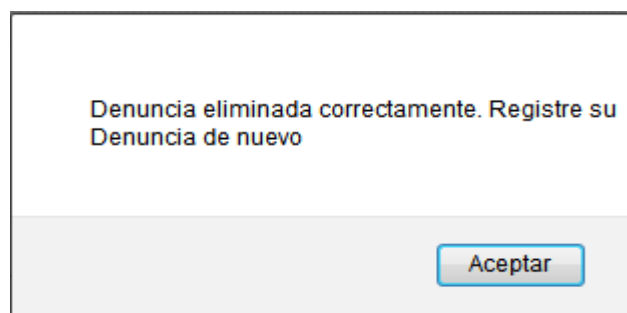 Denuncia eliminada correctamente. Registre su
Denuncia de nuevo
Aceptar